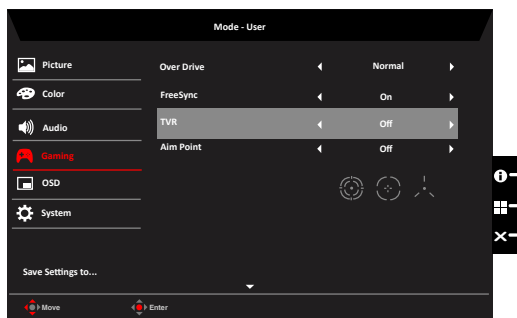 Mode - User
Picture
Over Drive Normal
Color
FreeSync On
TVR Off
Audio
Aim Point Off
Gaming
OSD
System
Save Settings to...
Move Enter